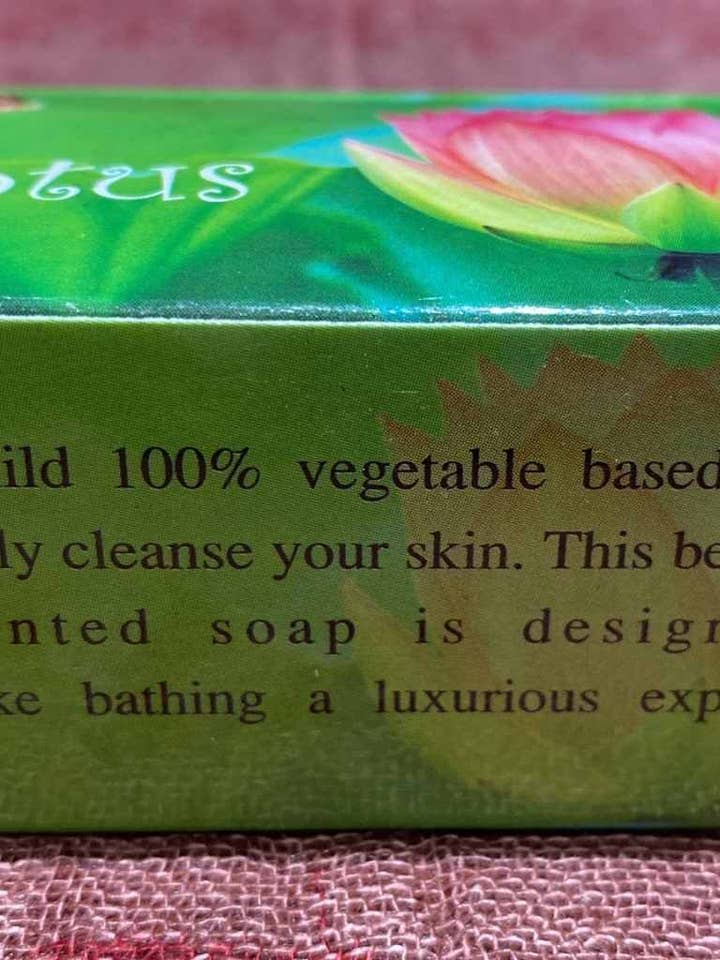 otus
ild 100% vegetable based
ly cleanse your skin. This be
nted soap is design
ke bathing a luxurious exp